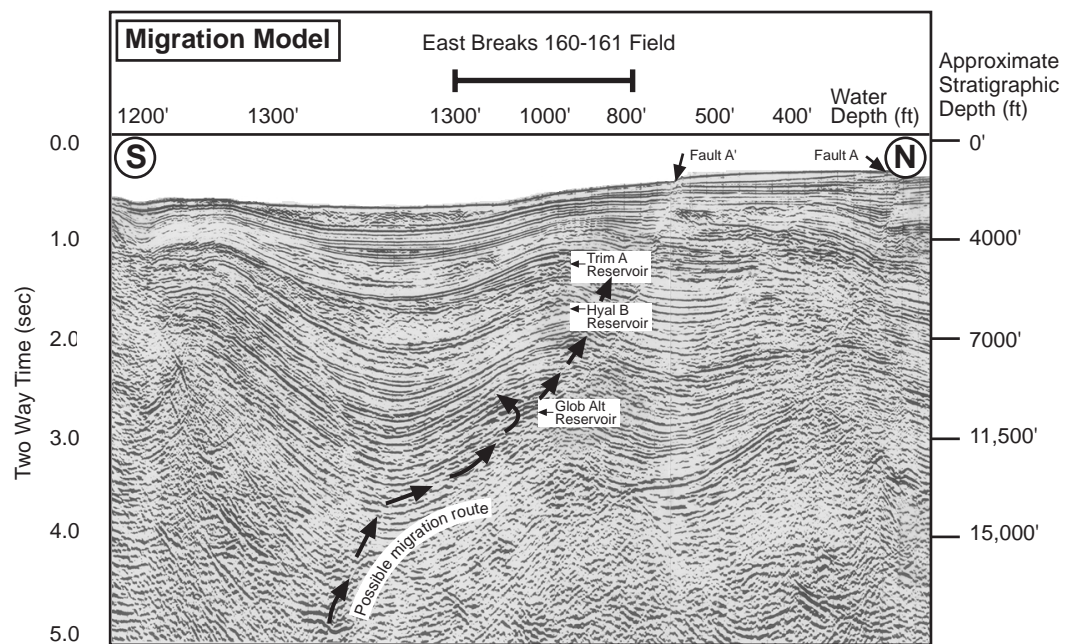 Migration Model
East Breaks 160-161 Field
Approximate
Stratigraphic
Depth (ft)
1200'
1300'
1300'
1000'
800'
500'
400'
Water
Depth (ft)
0.0
S
Fault A'
Fault A
N
0'
1.0
4000'
Trim A
Reservoir
Hyal B
Reservoir
2.0
7000'
Glob Alt
Reservoir
3.0
11,500'
Possible migration route
4.0
15,000'
5.0
Two Way Time (sec)